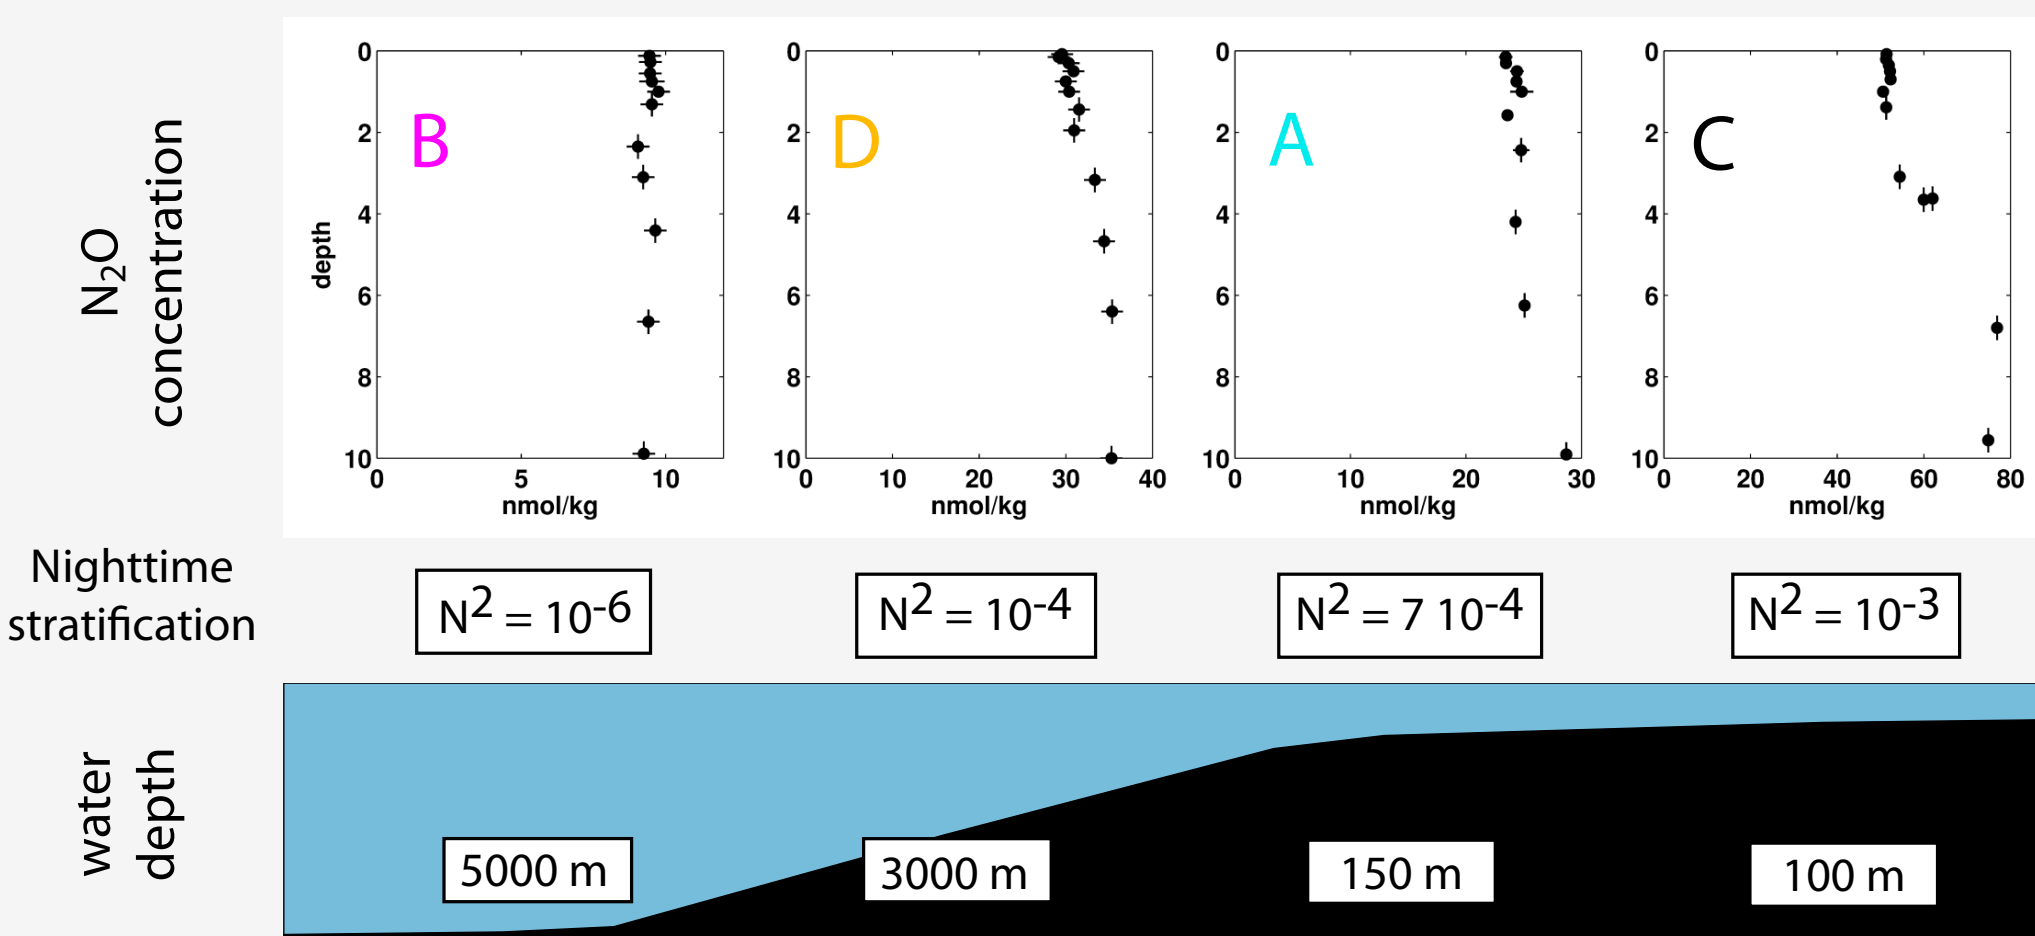 N2O
concentration
depth
0
2
4
6
8
10
0
5
10
nmol/kg
B
0
2
4
6
8
10
0
10
20
30
40
nmol/kg
D
0
2
4
6
8
10
0
10
20
30
nmol/kg
A
0
2
4
6
8
10
0
20
40
60
80
nmol/kg
C
Nighttime
stratification
N2 = 10-6
N2 = 10-4
N2 = 7 10-4
N2 = 10-3
water
depth
5000 m
3000 m
150 m
100 m